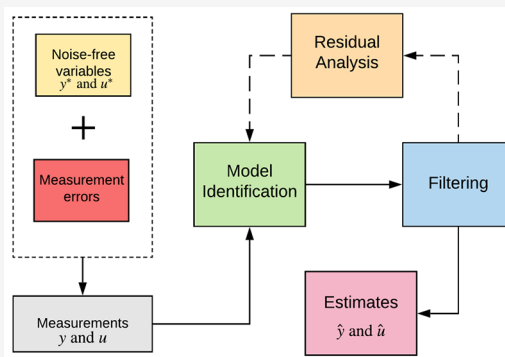 Noise-free
variables
y* and u*
+
Measurement
errors
Measurements
y and u
Model
Identification
Residual
Analysis
Filtering
Estimates
ŷ and û